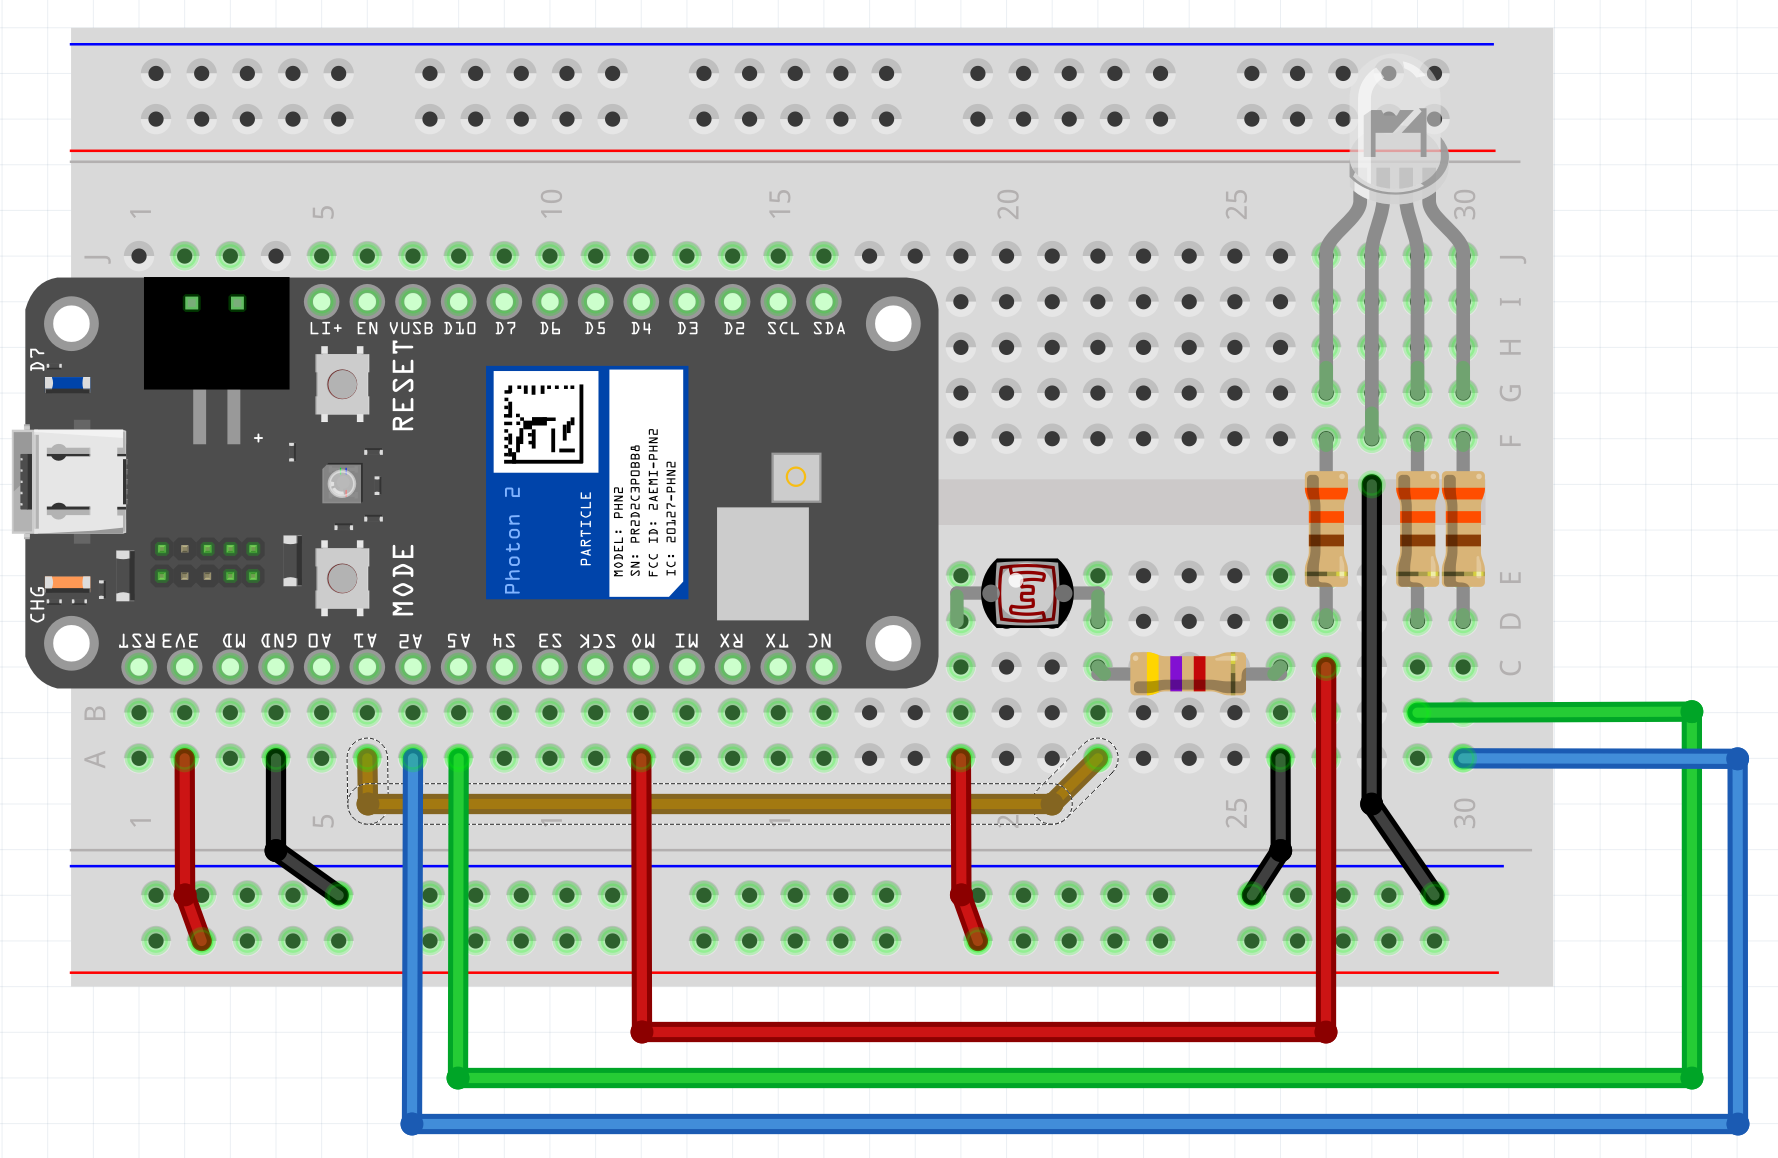 1 5 10 15 20 25 30
J J
I
H
G
F
E
D
C
B
A
LI+ EN VUSB D10 D7 D6 D5 D4 D3 D2 SCL SDA
D7
RESET
+
Photon 2
PARTICLE
MODEL: PHN2
SN: PR2D2C3P0BB8
FCC ID: 2AEMI-PHN2
IC: 20127-PHN2
CHG
MODE
RST 3V3 MD GND A0 A1 A2 A5 S4 S3 SCK MO MI RX TX NC
1 5 1 1 2 25 30